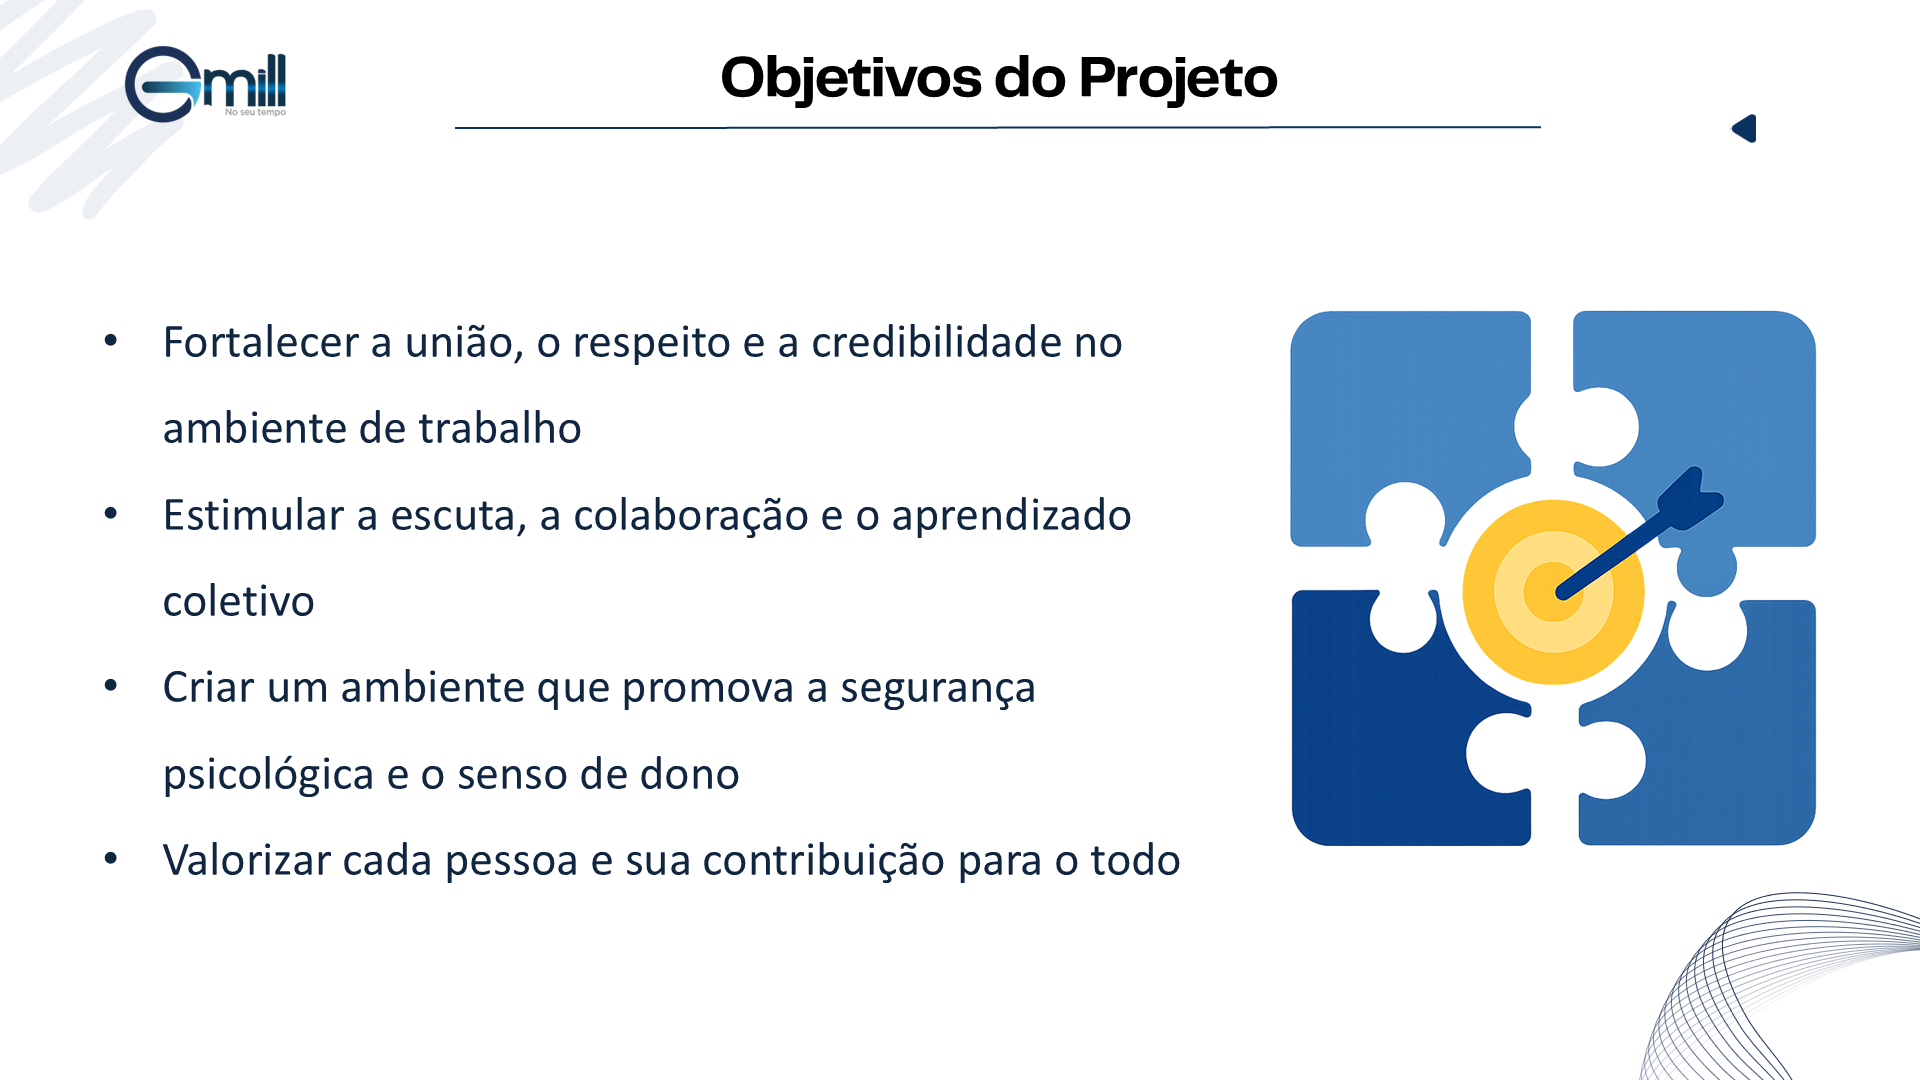 Gmill
No seu tempo
Objetivos do Projeto
• Fortalecer a união, o respeito e a credibilidade no
ambiente de trabalho
• Estimular a escuta, a colaboração e o aprendizado
coletivo
• Criar um ambiente que promova a segurança
psicológica e o senso de dono
• Valorizar cada pessoa e sua contribuição para o todo